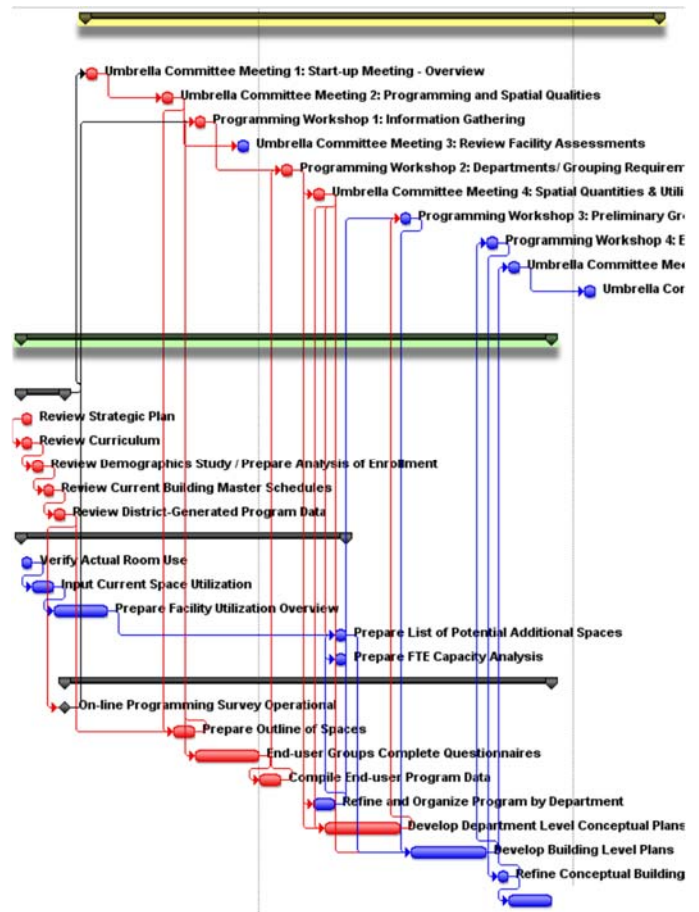 Umbrella Committee Meeting 1: Start-up Meeting - Overview
Umbrella Committee Meeting 2: Programming and Spatial Qualities
Programming Workshop 1: Information Gathering
Umbrella Committee Meeting 3: Review Facility Assessments
Programming Workshop 2: Departments/ Grouping Requirem
Umbrella Committee Meeting 4: Spatial Quantities & Utili
Programming Workshop 3: Preliminary Gr
Programming Workshop 4: E
Umbrella Committee Mee
Umbrella Cor
Review Strategic Plan
Review Curriculum
Review Demographics Study / Prepare Analysis of Enrollment
Review Current Building Master Schedules
Review District-Generated Program Data
Verify Actual Room Use
Input Current Space Utilization
Prepare Facility Utilization Overview
Prepare List of Potential Additional Spaces
Prepare FTE Capacity Analysis
On-line Programming Survey Operational
Prepare Outline of Spaces
End-user Groups Complete Questionnaires
Compile End-user Program Data
Refine and Organize Program by Department
Develop Department Level Conceptual Plans
Develop Building Level Plans
Refine Conceptual Building